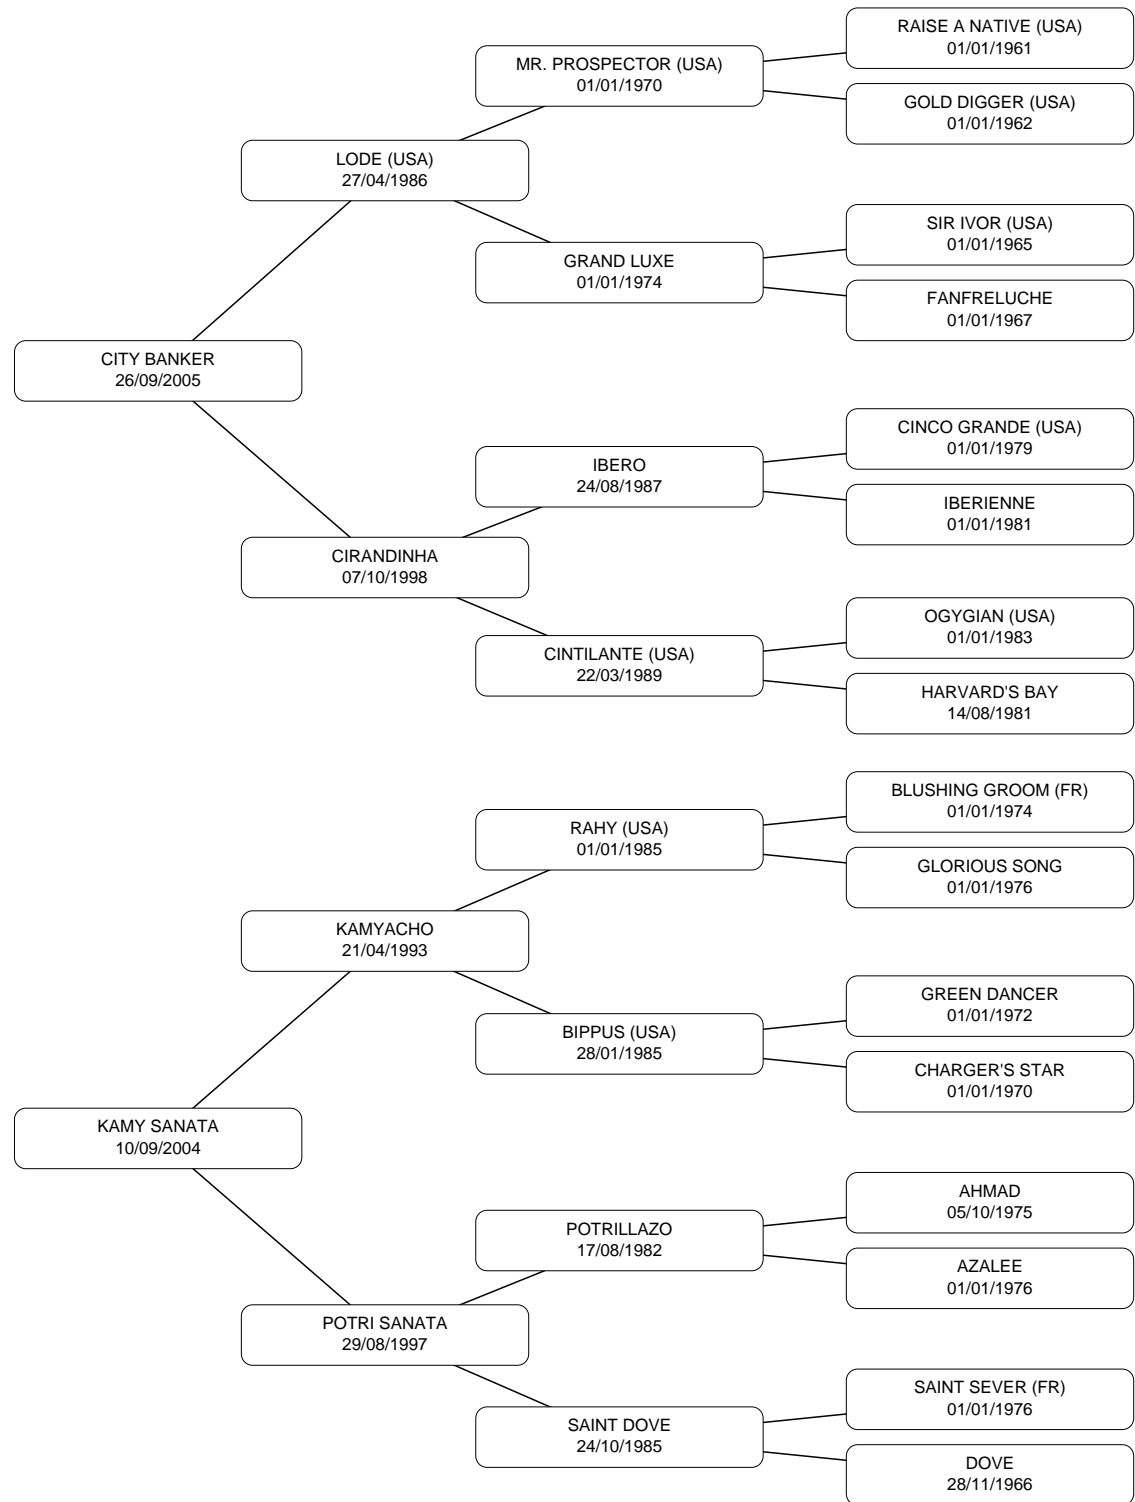 RAISE A NATIVE (USA)
01/01/1961
MR. PROSPECTOR (USA)
01/01/1970
GOLD DIGGER (USA)
01/01/1962
LODE (USA)
27/04/1986
SIR IVOR (USA)
01/01/1965
GRAND LUXE
01/01/1974
FANFRELUCHE
01/01/1967
CITY BANKER
26/09/2005
CINCO GRANDE (USA)
01/01/1979
IBERO
24/08/1987
IBERIENNE
01/01/1981
CIRANDINHA
07/10/1998
OGYGIAN (USA)
01/01/1983
CINTILANTE (USA)
22/03/1989
HARVARD'S BAY
14/08/1981
BLUSHING GROOM (FR)
01/01/1974
RAHY (USA)
01/01/1985
GLORIOUS SONG
01/01/1976
KAMYACHO
21/04/1993
GREEN DANCER
01/01/1972
BIPPUS (USA)
28/01/1985
CHARGER'S STAR
01/01/1970
KAMY SANATA
10/09/2004
AHMAD
05/10/1975
POTRILLAZO
17/08/1982
AZALEE
01/01/1976
POTRI SANATA
29/08/1997
SAINT SEVER (FR)
01/01/1976
SAINT DOVE
24/10/1985
DOVE
28/11/1966